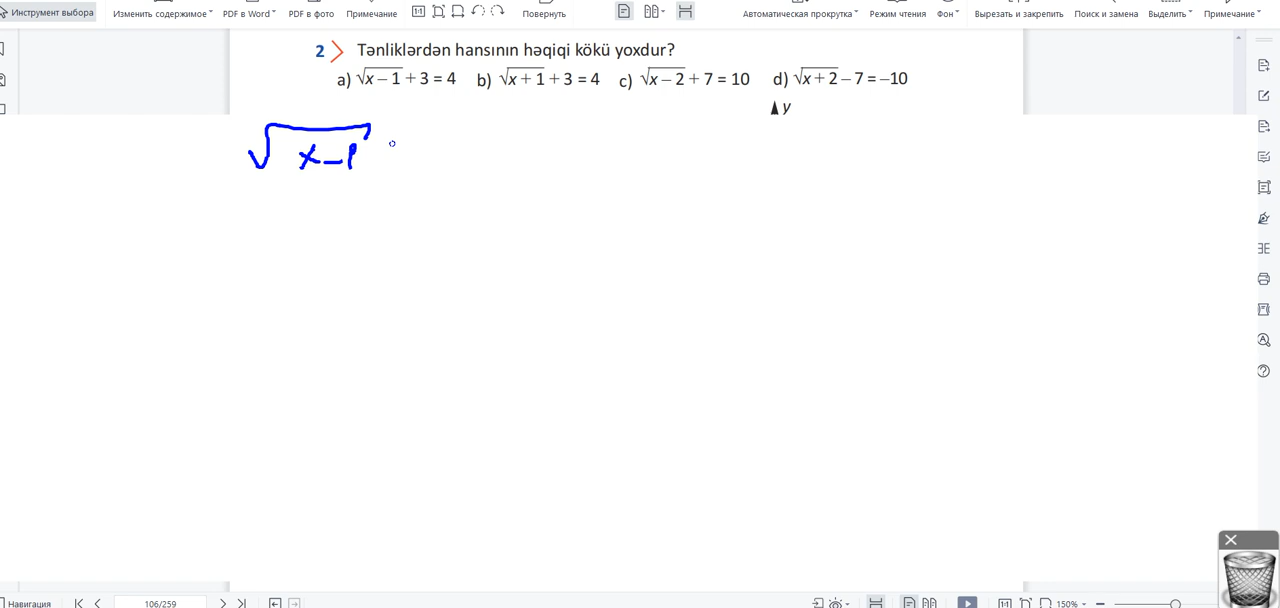 Инструмент выбора Изменить содержимое PDF в Word PDF в фото Примечание Повернуть Автоматическая прокрутка Режим чтения Фон Вырезать и закрепить Поиск и замена Выделить Примечание
2 Tənliklərdən hansının həqiqi kökü yoxdur?
a) √x − 1 + 3 = 4 b) √x + 1 + 3 = 4 c) √x − 2 + 7 = 10 d) √x + 2 − 7 = −10
y
√x − 1
Навигация 106/259 150%